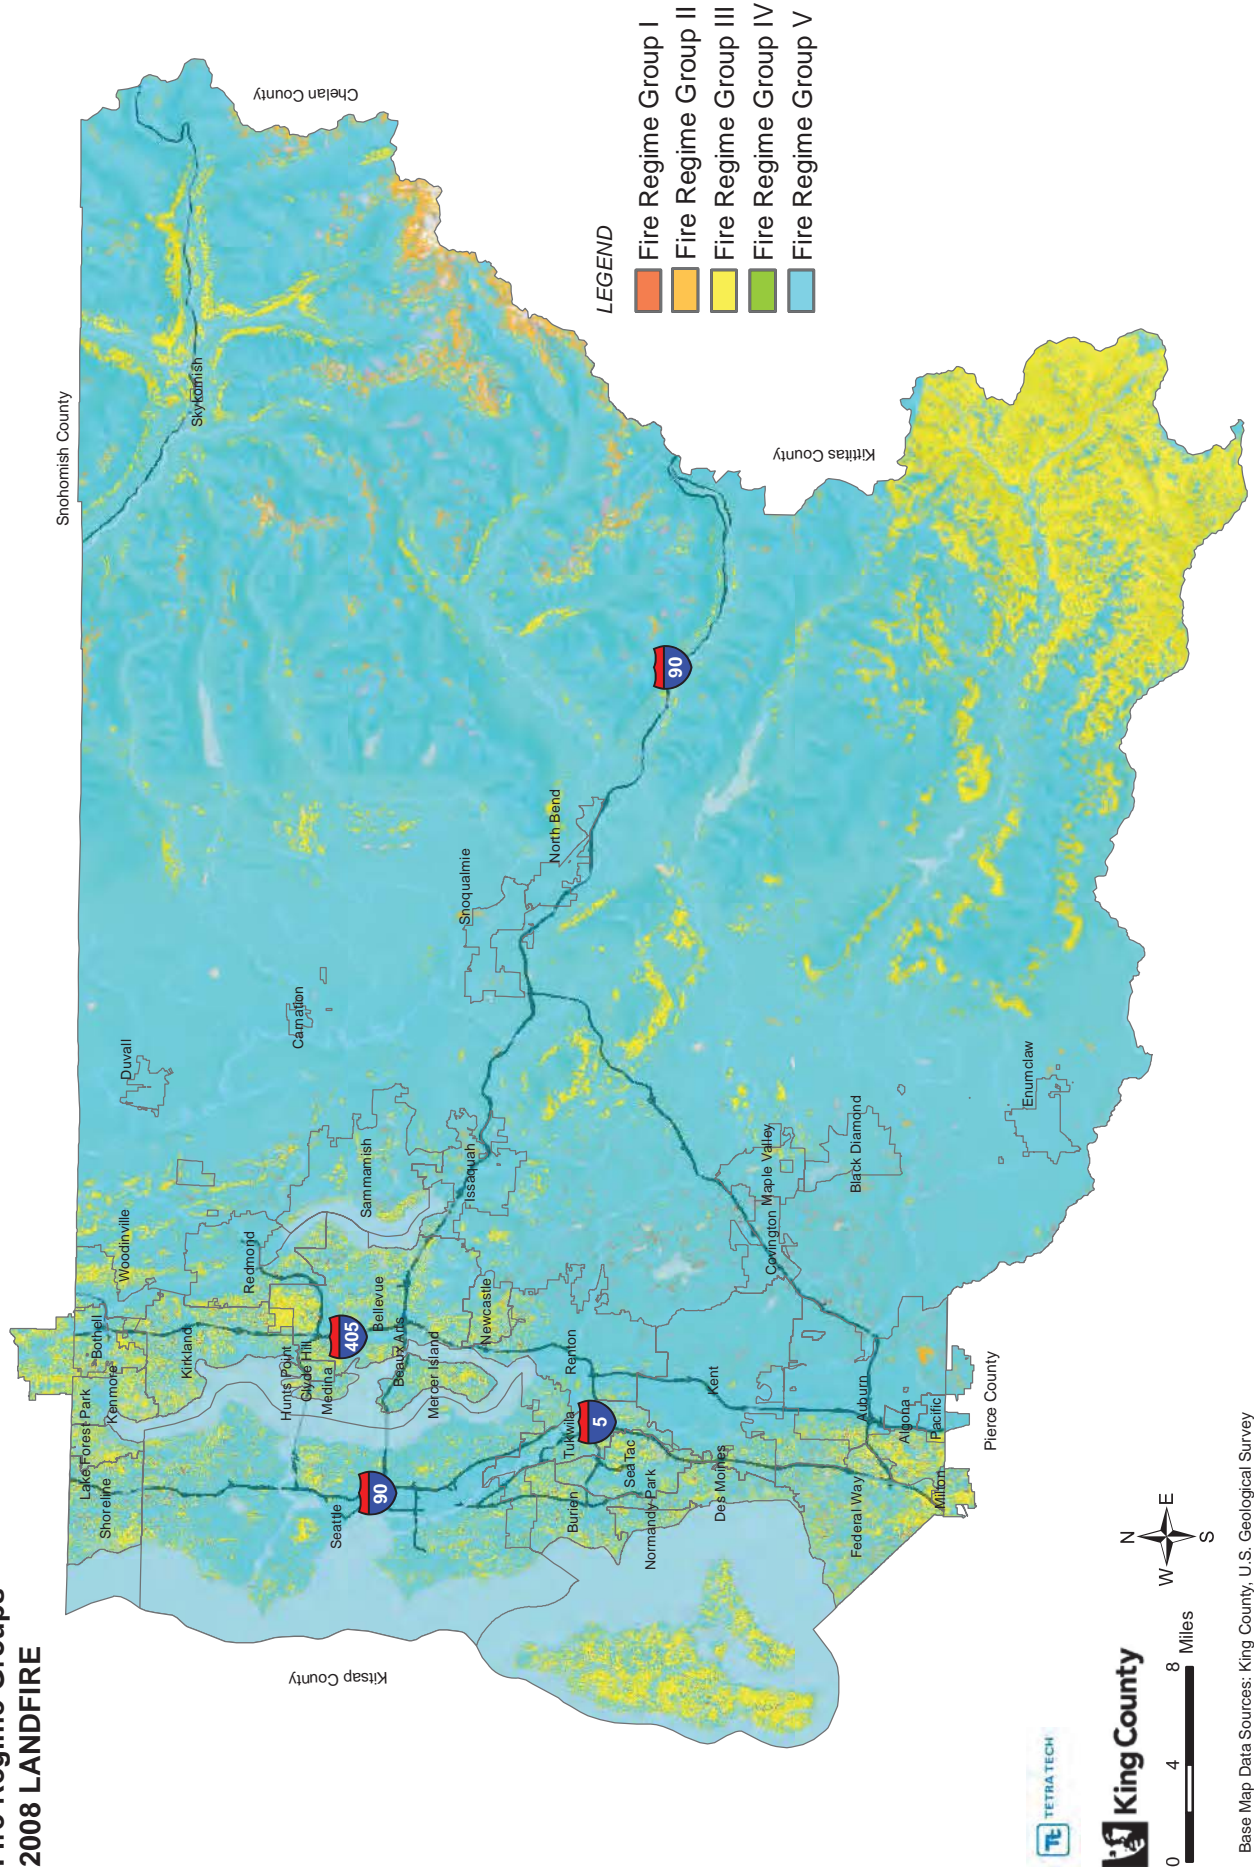 2008 LANDFIRE
Snohomish County
Chelan County
Kittitas County
Kitsap County
Pierce County
Skykomish
Duvall
Carnation
Snoqualmie
North Bend
Woodinville
Bothell
Kenmore
Lake Forest Park
Shoreline
Kirkland
Redmond
Sammamish
Issaquah
Hunts Point
Clyde Hill
Medina
Bellevue
Beaux Arts
Mercer Island
Newcastle
Seattle
Renton
Tukwila
SeaTac
Burien
Normandy Park
Des Moines
Kent
Covington
Maple Valley
Black Diamond
Enumclaw
Auburn
Algona
Pacific
Federal Way
Milton
90
405
90
5
LEGEND
Fire Regime Group I
Fire Regime Group II
Fire Regime Group III
Fire Regime Group IV
Fire Regime Group V
Tt TETRA TECH
King County
N
W
E
S
0 4 8
Miles
Base Map Data Sources: King County, U.S. Geological Survey